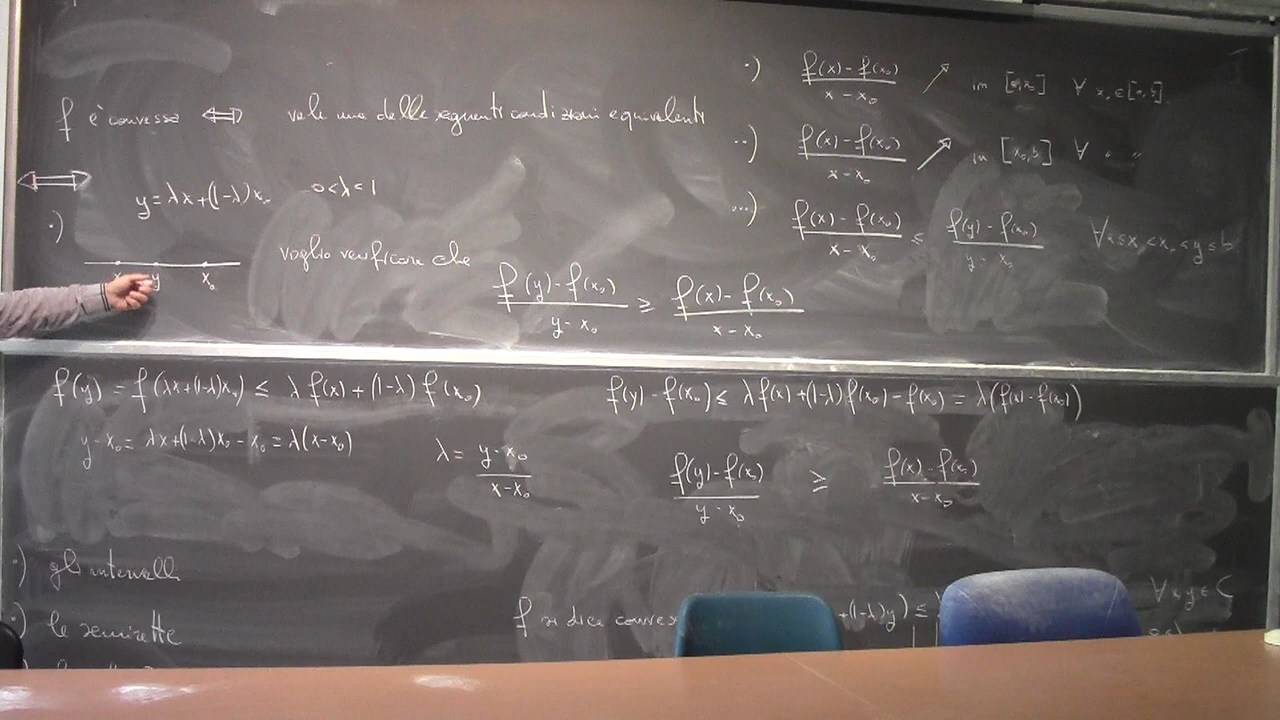 f è convessa ⟺ vale una delle seguenti condizioni equivalenti
·) (f(x) - f(x₀))/(x - x₀) ↗ in [a, x₀] ∀ x₀ ∈ [a, b].
··) (f(x) - f(x₀))/(x - x₀) ↗ in [x₀, b] ∀ " "
···) (f(x) - f(x₀))/(x - x₀) ≤ (f(y) - f(x₀))/(y - x₀) ∀ a ≤ x < x₀ < y ≤ b
⟺
y = λx + (1-λ)x₀ 0 < λ < 1
·)
x y x₀
voglio verificare che (f(y) - f(x₀))/(y - x₀) ≥ (f(x) - f(x₀))/(x - x₀)
f(y) = f(λx + (1-λ)x₀) ≤ λ f(x) + (1-λ) f(x₀)
f(y) - f(x₀) ≤ λ f(x) + (1-λ) f(x₀) - f(x₀) = λ(f(x) - f(x₀))
y - x₀ = λx + (1-λ)x₀ - x₀ = λ(x - x₀)
λ = (y - x₀)/(x - x₀)
(f(y) - f(x₀))/(y - x₀) ≥ (f(x) - f(x₀))/(x - x₀)
·) gli intervalli
·) le semirette
f si dice convessa
+(1-λ)y) ≤
∀ x, y ∈ C